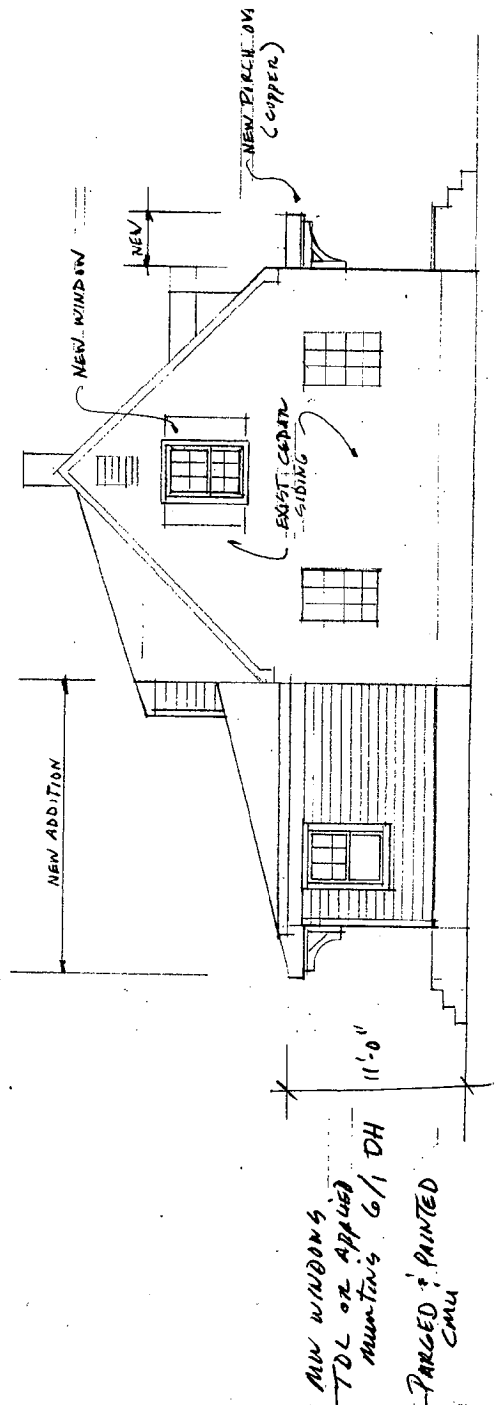 NEW ADDITION
NEW WINDOW
NEW
NEW PORCH OV
(COPPER)
EXIST CEDAR
SIDING
11'-0"
MW WINDOWS
TDL OR APPLIED
MUNTINS 6/1 DH
PARGED & PAINTED
CMU